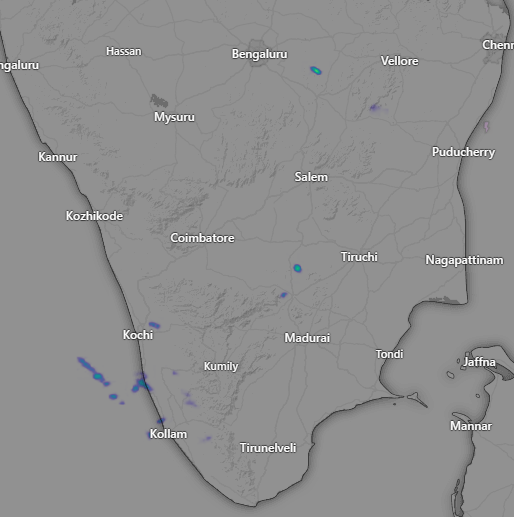 Hassan
Bengaluru
Chenn
ngaluru
Vellore
Mysuru
Kannur
Puducherry
Salem
Kozhikode
Coimbatore
Tiruchi
Nagapattinam
Kochi
Madurai
Tondi
Jaffna
Kumily
Mannar
Kollam
Tirunelveli